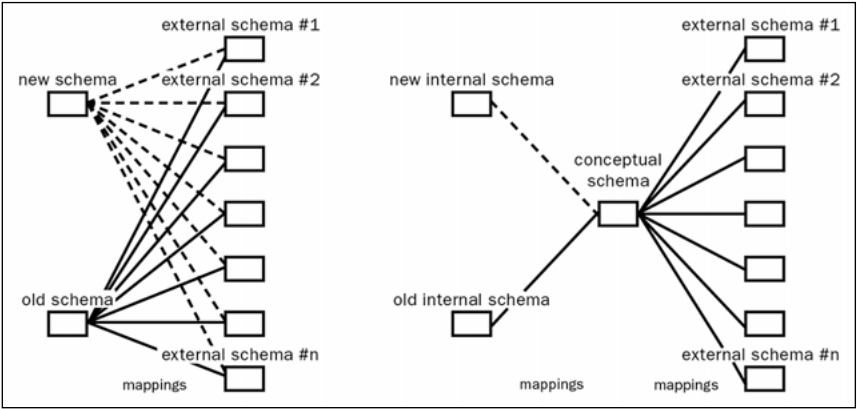 external schema #1
new schema
external schema #2
old schema
external schema #n
mappings
external schema #1
new internal schema
external schema #2
conceptual
schema
old internal schema
external schema #n
mappings
mappings